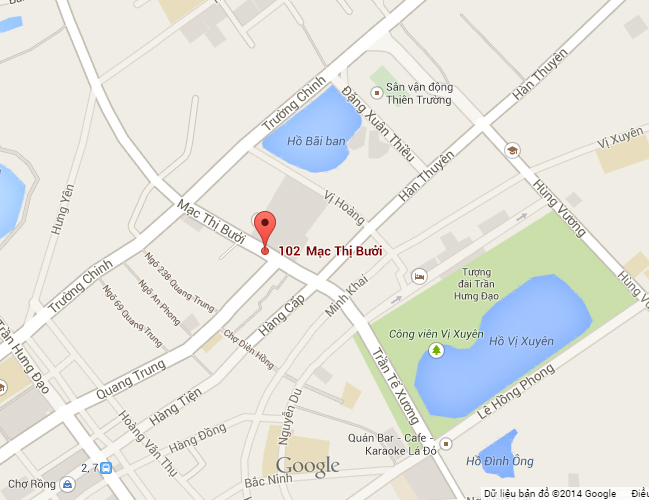 Sân vận động
Thiên Trường
Hàn Thuyên
Trường Chinh
Đặng Xuân Thiều
Hồ Bãi ban
Vị Xuyên
Hàn Thuyên
Hùng Vương
Hưng Yên
Vị Hoàng
Mạc Thị Bưởi
102 Mạc Thị Bưởi
Trường Chinh
Ngõ 238 Quang Trung
Ngõ An Phong
Ngõ 69 Quang Trung
Minh Khai
Tượng
đài Trần
Hưng Đạo
Hùng V
Hàng Cấp
Trần Hưng Đạo
Chợ Diên Hồng
Công viên Vị Xuyên
Hồ Vị Xuyên
Trần Tế Xương
Quang Trung
Hàng Tiện
Lê Hồng Phong
Hoàng Văn Thụ
Hàng Đồng
Nguyễn Du
Quán Bar - Cafe -
Karaoke Lá Đỏ
Hồ Đình Ông
Google
2, 7
Chợ Rồng
Bắc Ninh
Dữ liệu bản đồ ©2014 Google
Điề